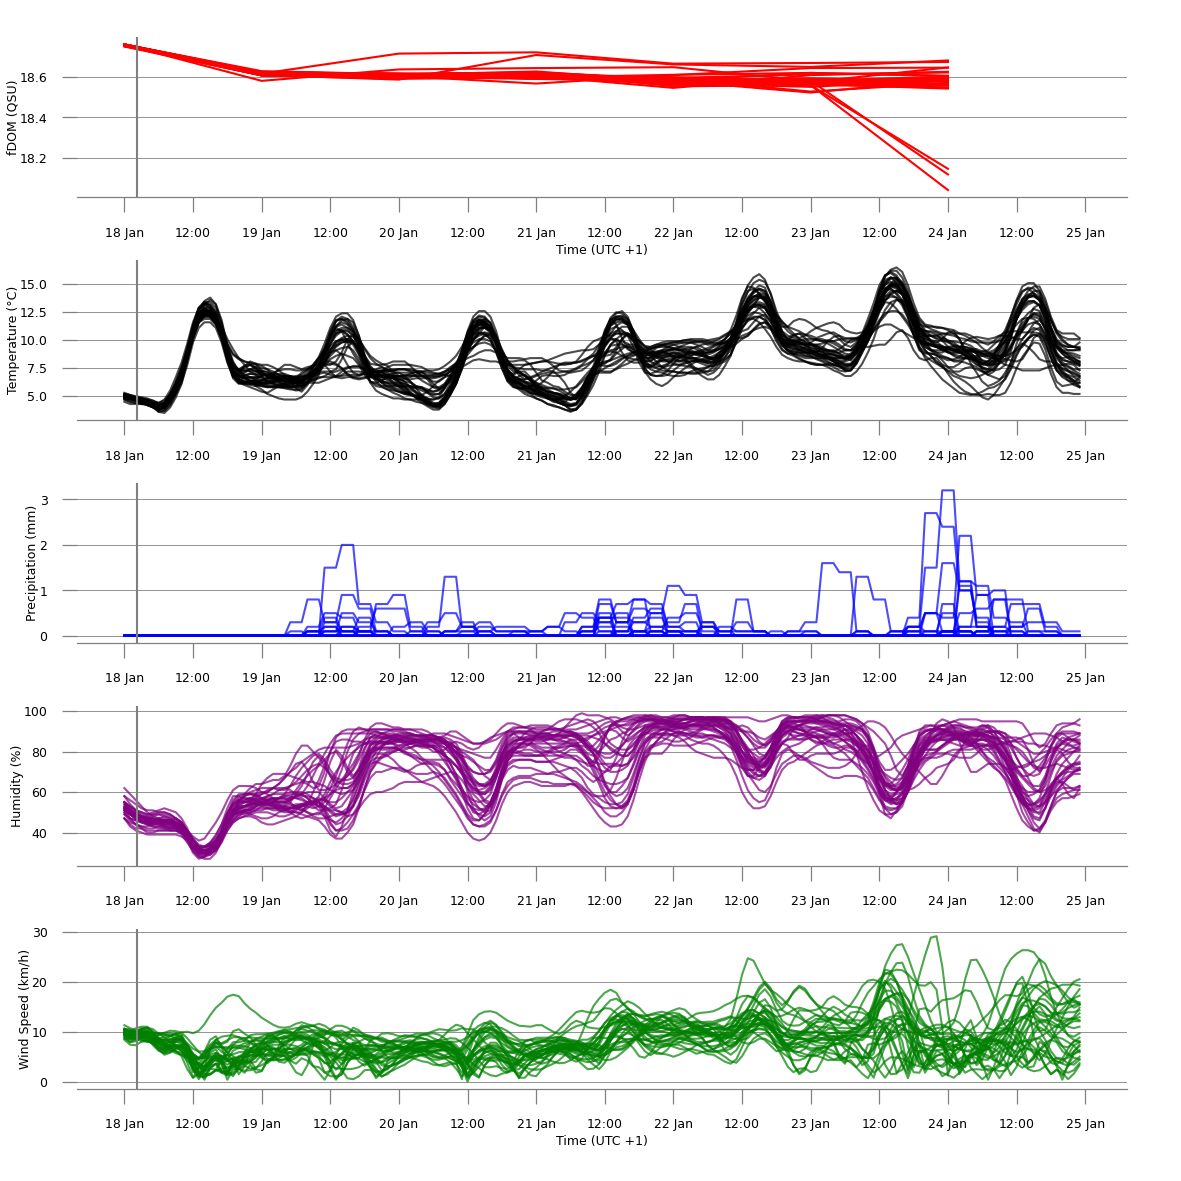 fDOM (QSU)
18.6
18.4
18.2
18 Jan 12:00 19 Jan 12:00 20 Jan 12:00 21 Jan 12:00 22 Jan 12:00 23 Jan 12:00 24 Jan 12:00 25 Jan
Time (UTC +1)
Temperature (°C)
15.0
12.5
10.0
7.5
5.0
18 Jan 12:00 19 Jan 12:00 20 Jan 12:00 21 Jan 12:00 22 Jan 12:00 23 Jan 12:00 24 Jan 12:00 25 Jan
Precipitation (mm)
3
2
1
0
18 Jan 12:00 19 Jan 12:00 20 Jan 12:00 21 Jan 12:00 22 Jan 12:00 23 Jan 12:00 24 Jan 12:00 25 Jan
Humidity (%)
100
80
60
40
18 Jan 12:00 19 Jan 12:00 20 Jan 12:00 21 Jan 12:00 22 Jan 12:00 23 Jan 12:00 24 Jan 12:00 25 Jan
Wind Speed (km/h)
30
20
10
0
18 Jan 12:00 19 Jan 12:00 20 Jan 12:00 21 Jan 12:00 22 Jan 12:00 23 Jan 12:00 24 Jan 12:00 25 Jan
Time (UTC +1)